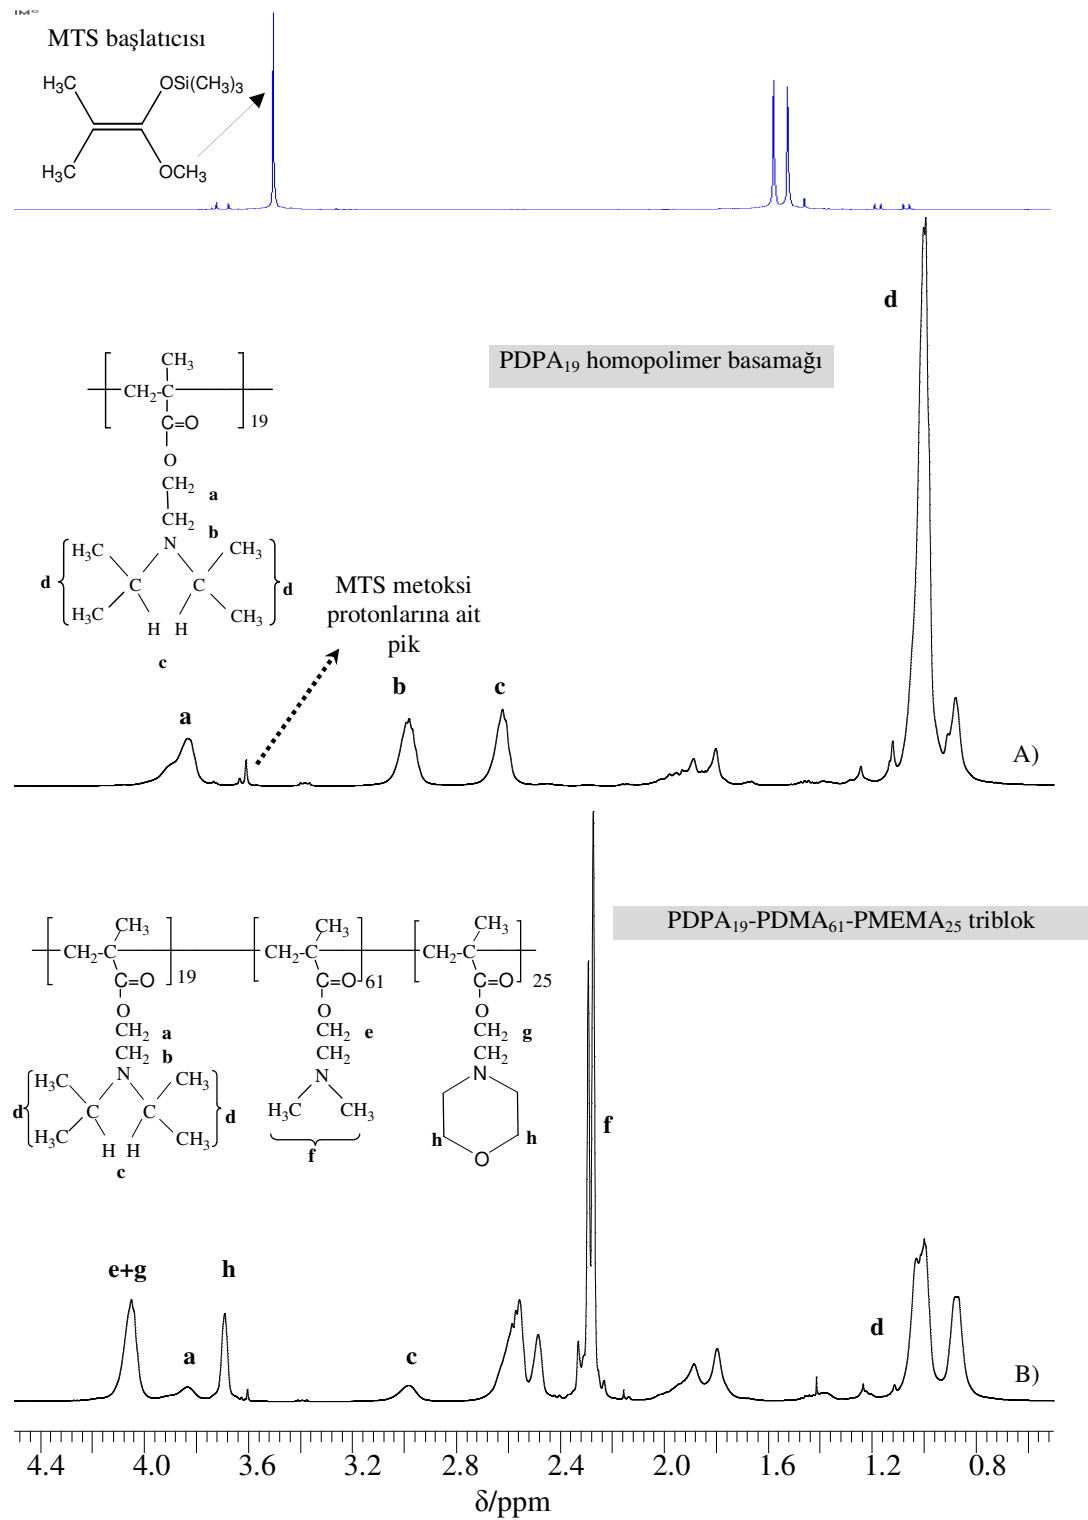 MTS başlatıcısı
H₃C
OSi(CH₃)₃
H₃C
OCH₃
d
PDPA₁₉ homopolimer basamağı
CH₃
CH₂-C
19
C=O
O
CH₂ a
CH₂ b
N
H₃C CH₃
d C C d
H₃C CH₃
H H
c
MTS metoksi
protonlarına ait
pik
a
b
c
A)
PDPA₁₉-PDMA₆₁-PMEMA₂₅ triblok
CH₃ CH₃ CH₃
CH₂-C CH₂-C CH₂-C
19 61 25
C=O C=O C=O
O O O
CH₂ a CH₂ e CH₂ g
CH₂ b CH₂ CH₂
N N N
H₃C CH₃
d C C d H₃C CH₃
H₃C CH₃ h h
H H f O
c
f
e+g
h
a
c
d
B)
4.4 4.0 3.6 3.2 2.8 2.4 2.0 1.6 1.2 0.8
δ/ppm